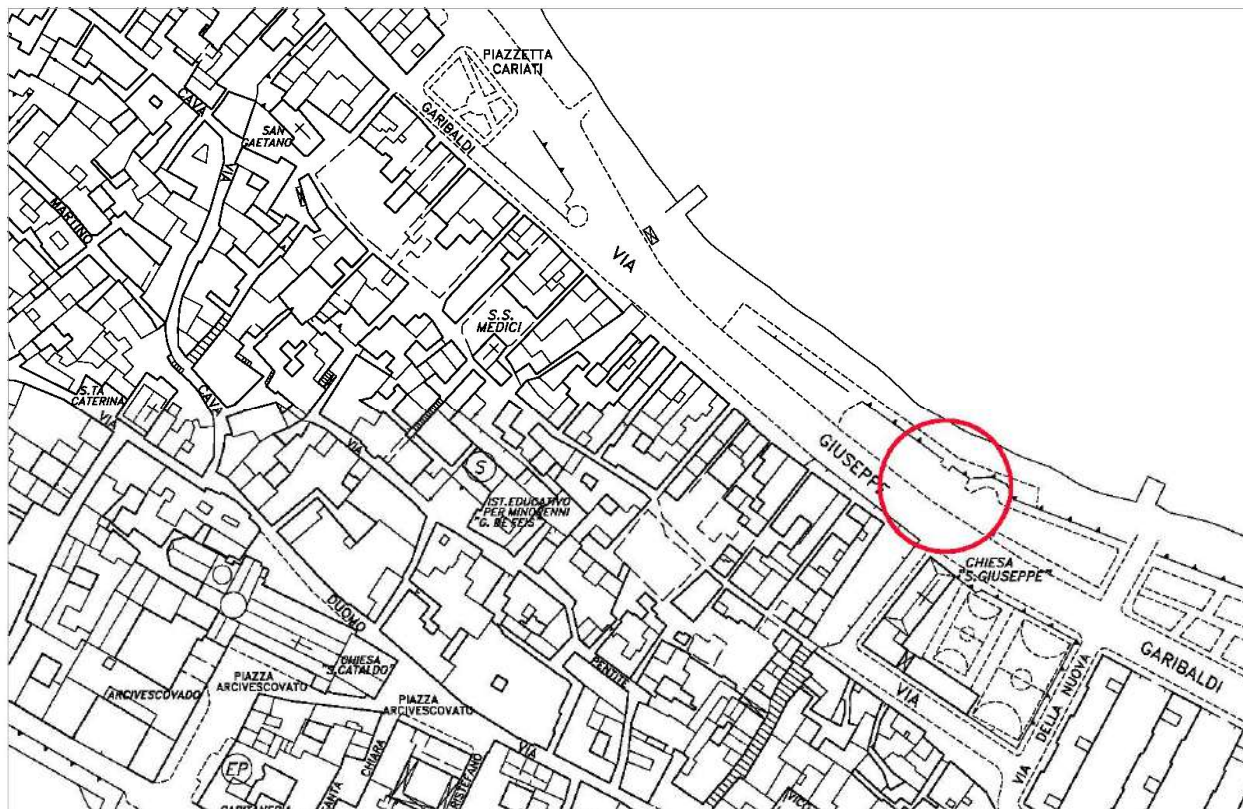 PIAZZETTA
CARIATI
CAVA
GARIBALDI
SAN
GAETANO
VIA
MARTINO
VIA
S.S.
MEDICI
S.TA
CATERINA
VIA
CAVA
VIA
GIUSEPPE
S
IST.EDUCATIVO
PER MINORENNI
"G. DE FEIS"
CHIESA
"S.GIUSEPPE"
DUOMO
CHIESA
"S.CATALDO"
PENTITE
VIA
GARIBALDI
PIAZZA
ARCIVESCOVATO
ARCIVESCOVADO
PIAZZA
ARCIVESCOVATO
VIA
DELLA NUOVA
VIA
CHIARA
EP